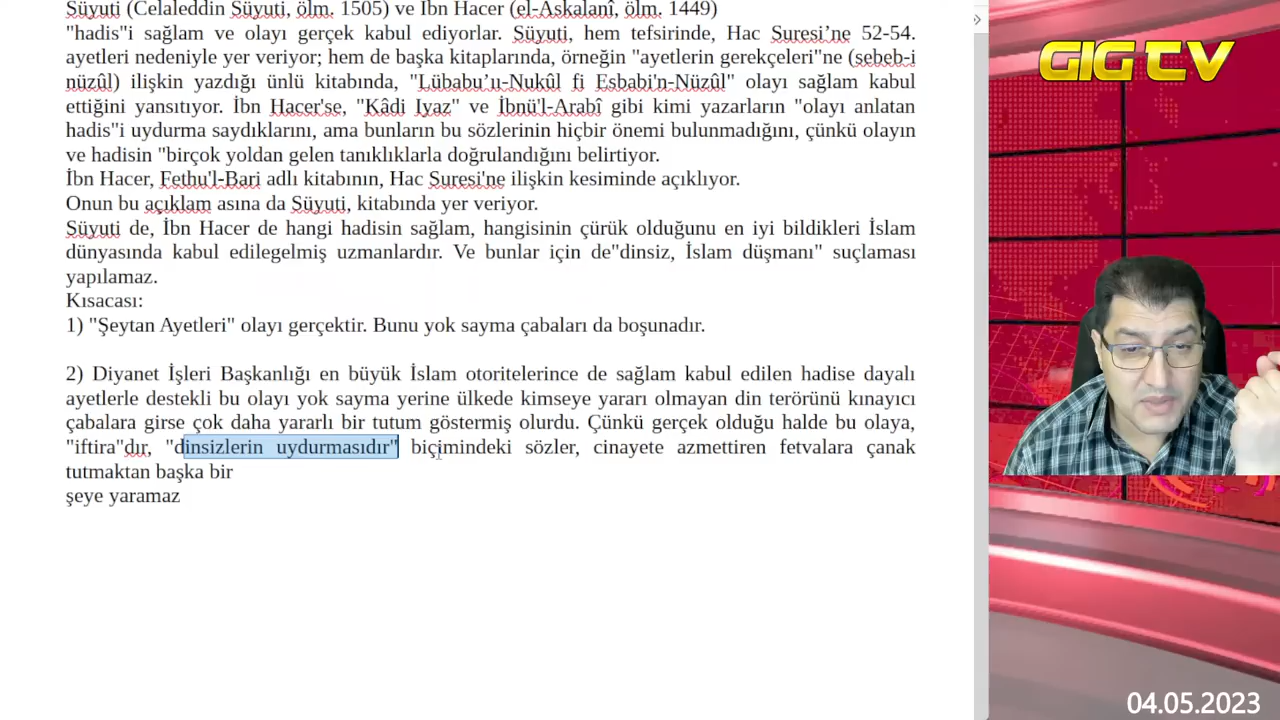 Süyuti (Celaleddin Süyuti, ölm. 1505) ve İbn Hacer (el-Askalanî, ölm. 1449)
"hadis"i sağlam ve olayı gerçek kabul ediyorlar. Süyuti, hem tefsirinde, Hac Suresi’ne 52-54.
ayetleri nedeniyle yer veriyor; hem de başka kitaplarında, örneğin "ayetlerin gerekçeleri"ne (sebeb-i
nüzûl) ilişkin yazdığı ünlü kitabında, "Lübabu’ıı-Nukûl fi Esbabi'n-Nüzûl" olayı sağlam kabul
ettiğini yansıtıyor. İbn Hacer'se, "Kâdi Iyaz" ve İbnü'l-Arabî gibi kimi yazarların "olayı anlatan
hadis"i uydurma saydıklarını, ama bunların bu sözlerinin hiçbir önemi bulunmadığını, çünkü olayın
ve hadisin "birçok yoldan gelen tanıklıklarla doğrulandığını belirtiyor.
İbn Hacer, Fethu'l-Bari adlı kitabının, Hac Suresi'ne ilişkin kesiminde açıklıyor.
Onun bu açıklam asına da Süyuti, kitabında yer veriyor.
Süyuti de, İbn Hacer de hangi hadisin sağlam, hangisinin çürük olduğunu en iyi bildikleri İslam
dünyasında kabul edilegelmiş uzmanlardır. Ve bunlar için de"dinsiz, İslam düşmanı" suçlaması
yapılamaz.
Kısacası:
1) "Şeytan Ayetleri" olayı gerçektir. Bunu yok sayma çabaları da boşunadır.
2) Diyanet İşleri Başkanlığı en büyük İslam otoritelerince de sağlam kabul edilen hadise dayalı
ayetlerle destekli bu olayı yok sayma yerine ülkede kimseye yararı olmayan din terörünü kınayıcı
çabalara girse çok daha yararlı bir tutum göstermiş olurdu. Çünkü gerçek olduğu halde bu olaya,
"iftira"dır, "dinsizlerin uydurmasıdır" biçimindeki sözler, cinayete azmettiren fetvalara çanak
tutmaktan başka bir
şeye yaramaz
GIG TV
04.05.2023